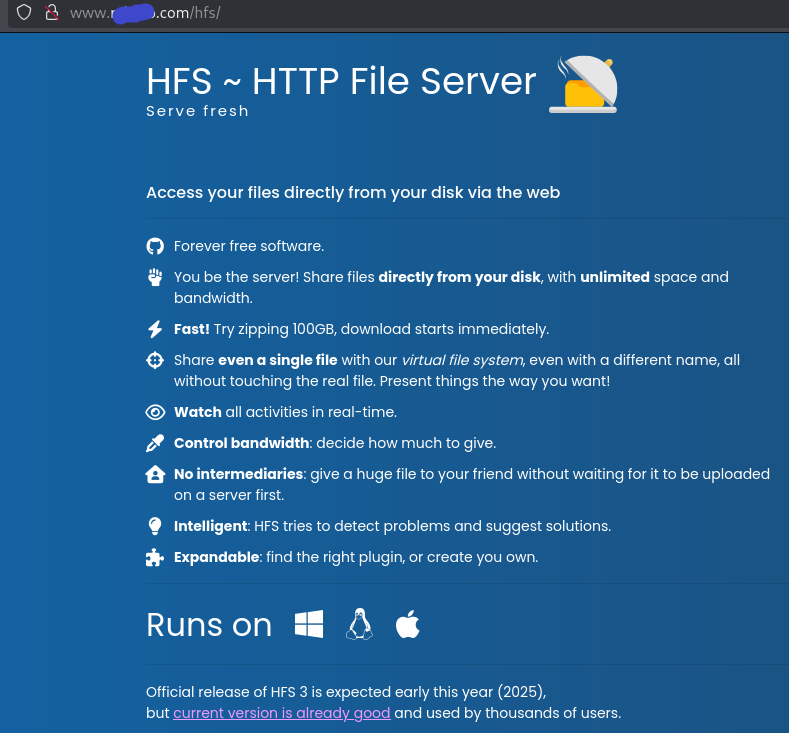 www.r .com/hfs/
HFS ~ HTTP File Server
Serve fresh
Access your files directly from your disk via the web
Forever free software.
You be the server! Share files directly from your disk, with unlimited space and
bandwidth.
Fast! Try zipping 100GB, download starts immediately.
Share even a single file with our virtual file system, even with a different name, all
without touching the real file. Present things the way you want!
Watch all activities in real-time.
Control bandwidth: decide how much to give.
No intermediaries: give a huge file to your friend without waiting for it to be uploaded
on a server first.
Intelligent: HFS tries to detect problems and suggest solutions.
Expandable: find the right plugin, or create you own.
Runs on
Official release of HFS 3 is expected early this year (2025),
but current version is already good and used by thousands of users.